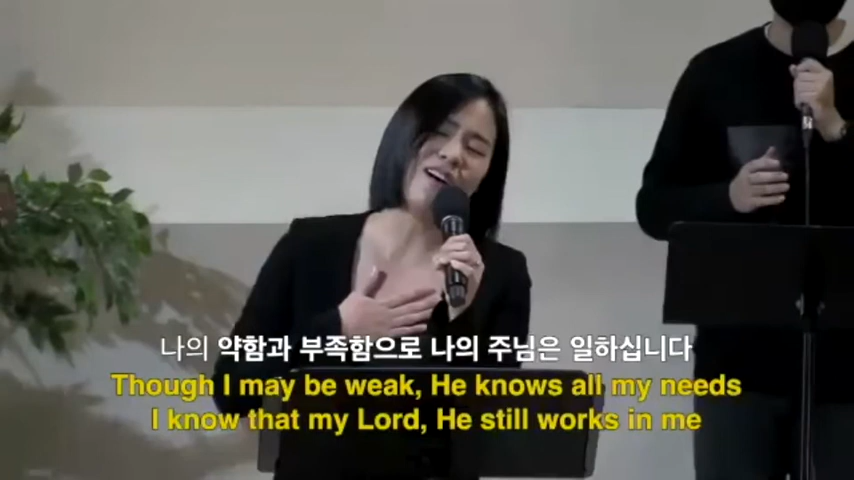 나의 약함과 부족함으로 나의 주님은 일하십니다
Though I may be weak, He knows all my needs
I know that my Lord, He still works in me